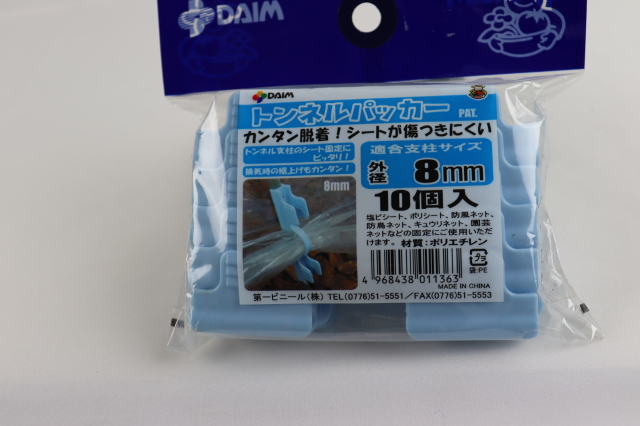 DAIM
DAIM
トンネルパッカー PAT.
カンタン脱着!シートが傷つきにくい
トンネル支柱のシート固定に
ピッタリ!
換気時の裾上げもカンタン!
8mm
適合支柱サイズ
外径 8mm
10個入
塩ビシート、ポリシート、防風ネット、
防鳥ネット、キュウリネット、園芸
ネットなどの固定にご使用いただ
けます。材質:ポリエチレン
4 968438 011363
プラ
袋:PE
MADE IN CHINA
第一ビニール(株) TEL(0776)51-5551/FAX(0776)51-5553